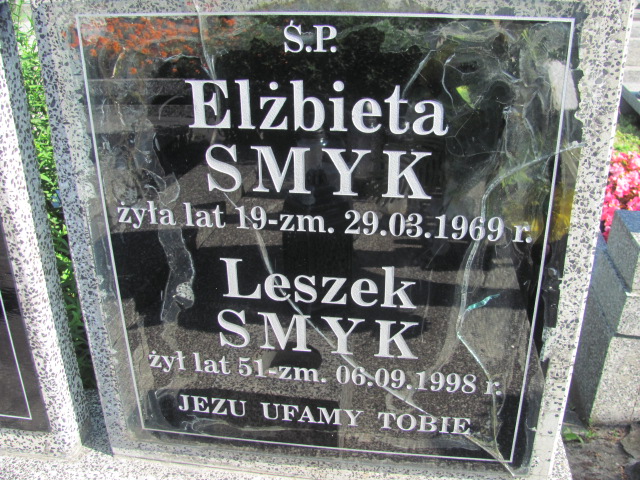 Ś.P.
Elżbieta
SMYK
żyła lat 19-zm. 29.03.1969 r.
Leszek
SMYK
żył lat 51-zm. 06.09.1998 r.
JEZU UFAMY TOBIE